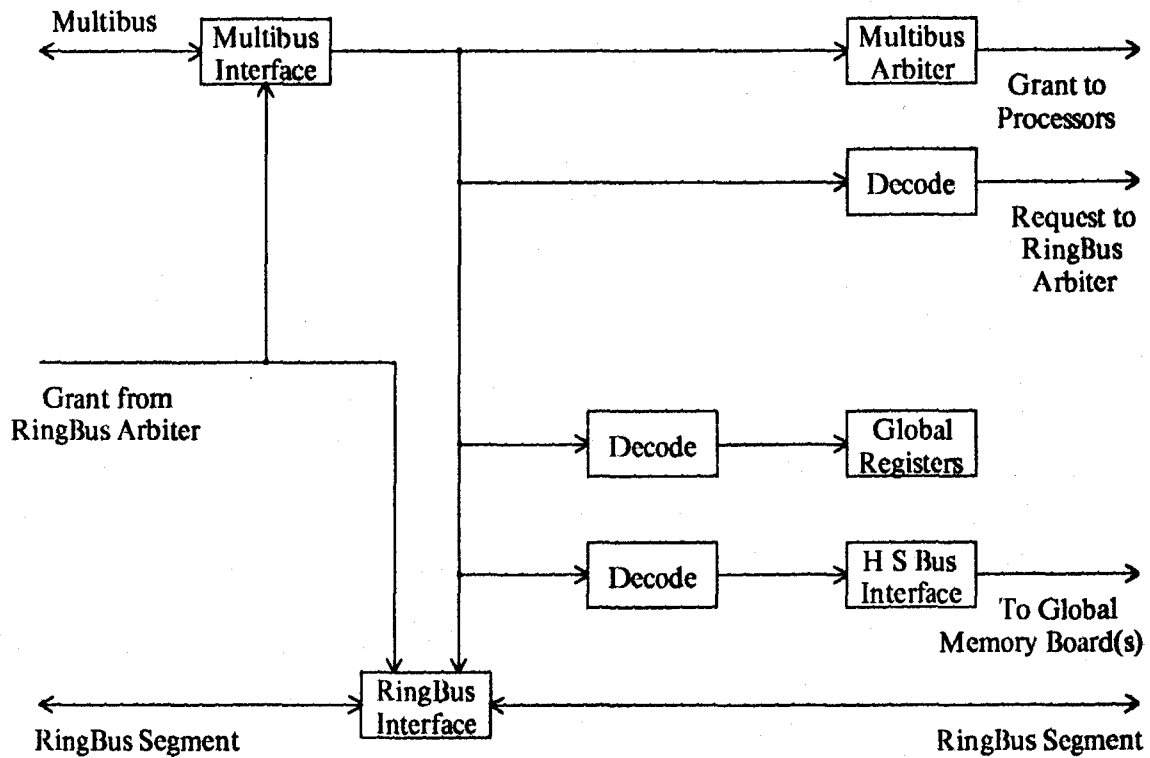 Multibus
Multibus
Interface
Multibus
Arbiter
Grant to
Processors
Decode
Request to
RingBus
Arbiter
Grant from
RingBus Arbiter
Decode
Global
Registers
Decode
H S Bus
Interface
To Global
Memory Board(s)
RingBus
Interface
RingBus Segment
RingBus Segment